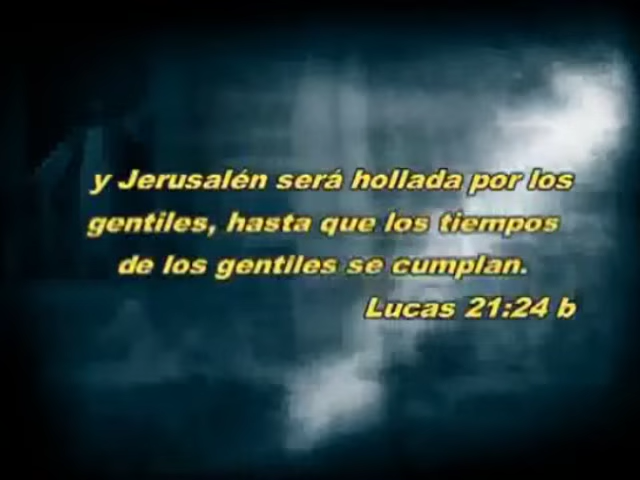 y Jerusalén será hollada por los
gentiles, hasta que los tiempos
de los gentiles se cumplan.
Lucas 21:24 b